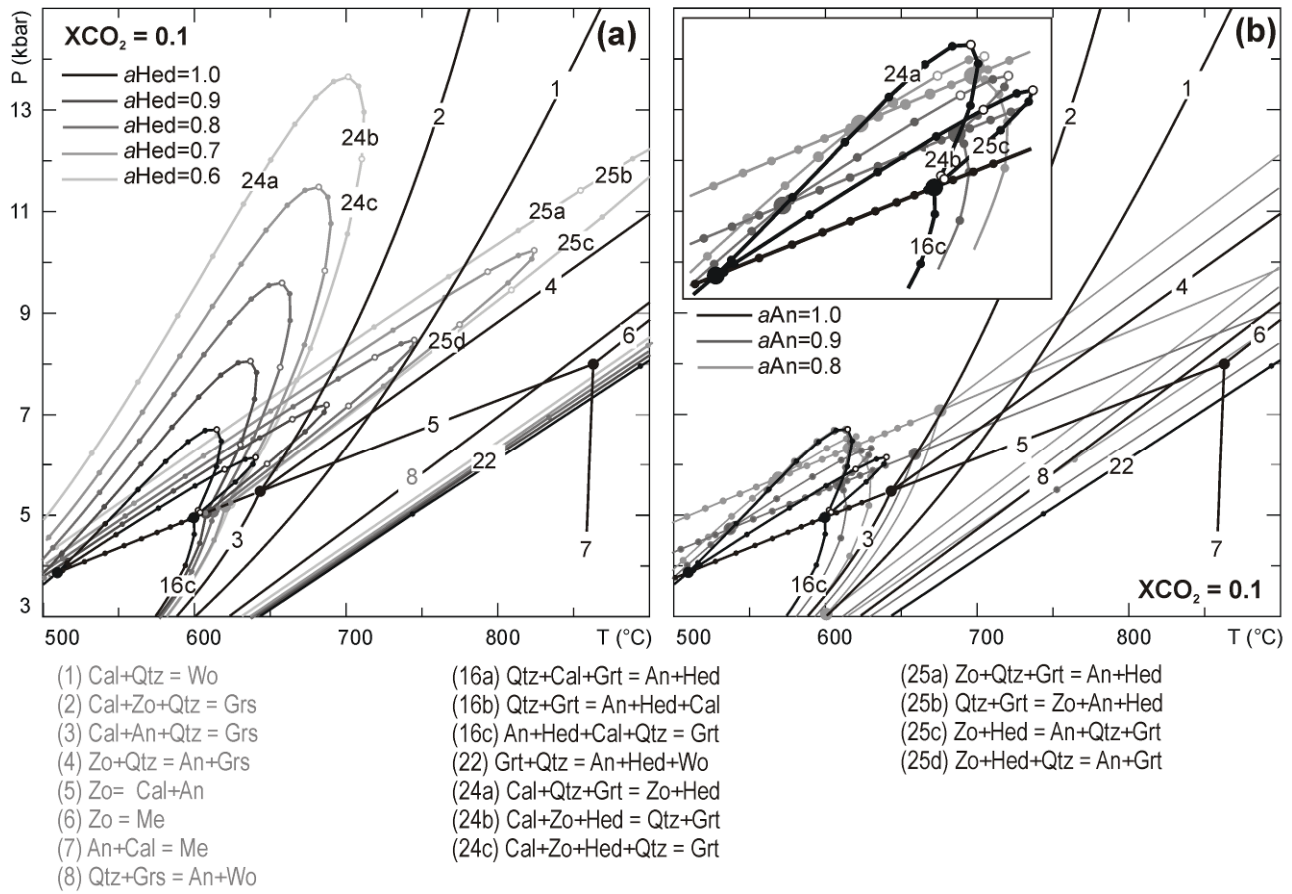 P (kbar)
XCO2 = 0.1
aHed=1.0
aHed=0.9
aHed=0.8
aHed=0.7
aHed=0.6
(a)
13
11
9
7
5
3
24a
24b
24c
2
1
25b
25a
25c
4
25d
6
5
8
22
7
3
16c
500
600
700
800
T (°C)
(b)
24a
25c
24b
16c
2
1
aAn=1.0
aAn=0.9
aAn=0.8
4
6
5
8
22
3
7
16c
XCO2 = 0.1
500
600
700
800
T (°C)
(1) Cal+Qtz = Wo
(2) Cal+Zo+Qtz = Grs
(3) Cal+An+Qtz = Grs
(4) Zo+Qtz = An+Grs
(5) Zo= Cal+An
(6) Zo = Me
(7) An+Cal = Me
(8) Qtz+Grs = An+Wo
(16a) Qtz+Cal+Grt = An+Hed
(16b) Qtz+Grt = An+Hed+Cal
(16c) An+Hed+Cal+Qtz = Grt
(22) Grt+Qtz = An+Hed+Wo
(24a) Cal+Qtz+Grt = Zo+Hed
(24b) Cal+Zo+Hed = Qtz+Grt
(24c) Cal+Zo+Hed+Qtz = Grt
(25a) Zo+Qtz+Grt = An+Hed
(25b) Qtz+Grt = Zo+An+Hed
(25c) Zo+Hed = An+Qtz+Grt
(25d) Zo+Hed+Qtz = An+Grt